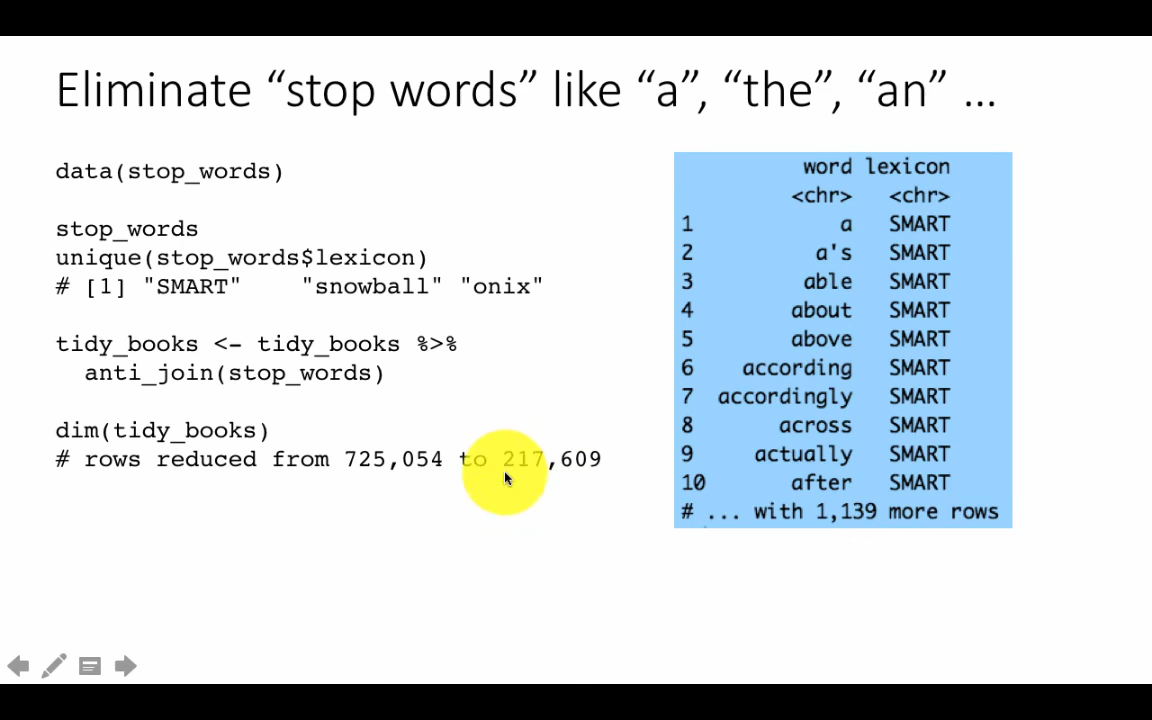 Eliminate “stop words” like “a”, “the”, “an” …
data(stop_words)
stop_words
unique(stop_words$lexicon)
# [1] "SMART"    "snowball" "onix"
tidy_books <- tidy_books %>%
  anti_join(stop_words)
dim(tidy_books)
# rows reduced from 725,054 to 217,609
word lexicon
<chr> <chr>
1 a SMART
2 a's SMART
3 able SMART
4 about SMART
5 above SMART
6 according SMART
7 accordingly SMART
8 across SMART
9 actually SMART
10 after SMART
# ... with 1,139 more rows